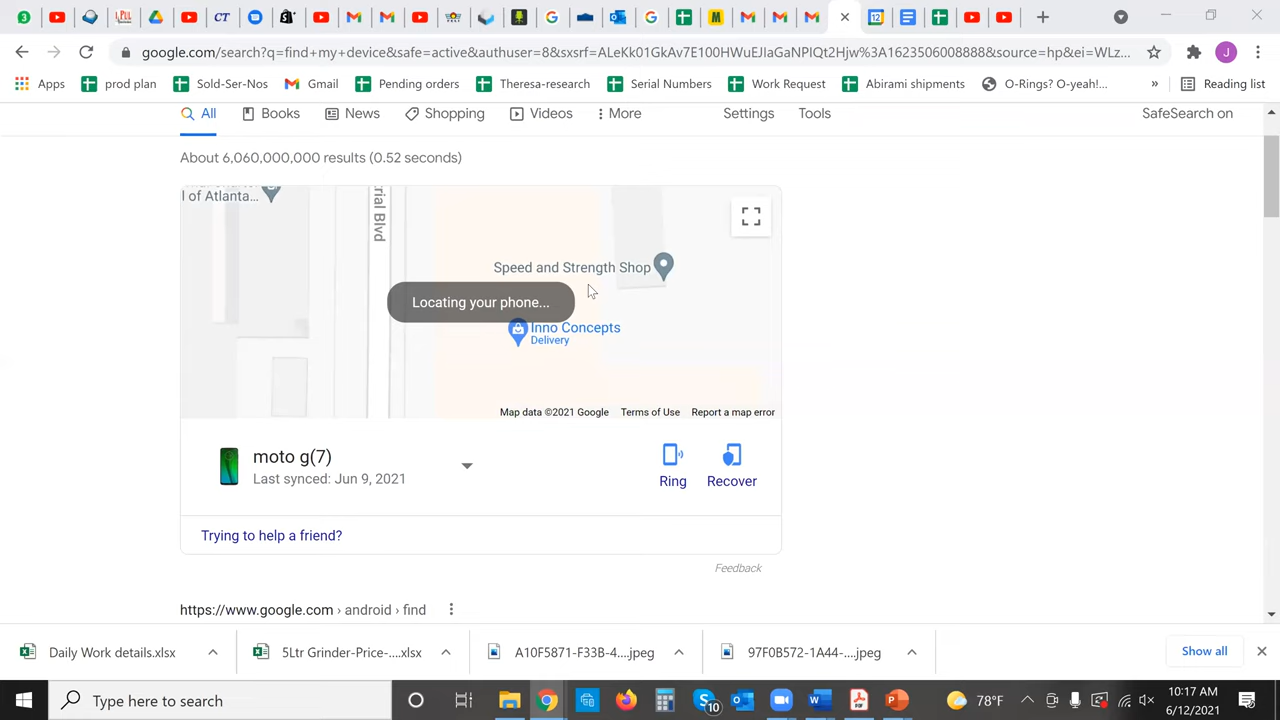 3
CT
M
12
google.com/search?q=find+my+device&safe=active&authuser=8&sxsrf=ALeKk01GkAv7E100HWuEJIaGaNPIQt2Hjw%3A1623506008888&source=hp&ei=WLz...
J
Apps
prod plan
Sold-Ser-Nos
Gmail
Pending orders
Theresa-research
Serial Numbers
Work Request
Abirami shipments
O-Rings? O-yeah!...
»
Reading list
All
Books
News
Shopping
Videos
More
Settings
Tools
SafeSearch on
About 6,060,000,000 results (0.52 seconds)
l of Atlanta...
rial Blvd
Speed and Strength Shop
Locating your phone...
Inno Concepts
Delivery
Map data ©2021 Google
Terms of Use
Report a map error
moto g(7)
Last synced: Jun 9, 2021
Ring
Recover
Trying to help a friend?
Feedback
https://www.google.com › android › find
Daily Work details.xlsx
5Ltr Grinder-Price-....xlsx
A10F5871-F33B-4....jpeg
97F0B572-1A44-....jpeg
Show all
Type here to search
10
78°F
10:17 AM
6/12/2021